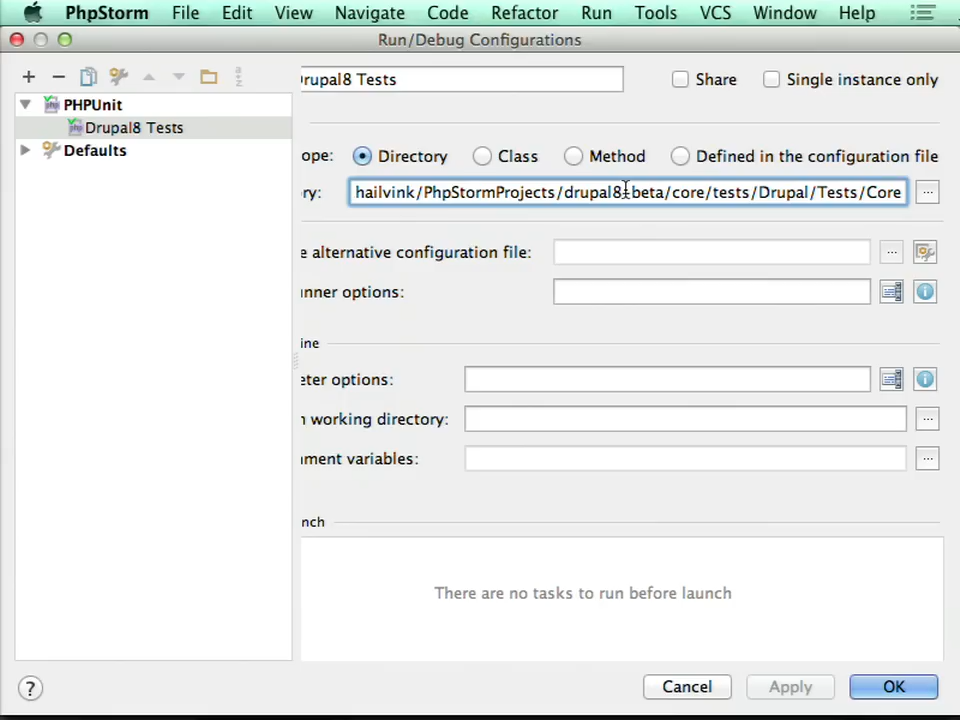 PhpStorm File Edit View Navigate Code Refactor Run Tools VCS Window Help
Run/Debug Configurations
Drupal8 Tests Share Single instance only
PHPUnit
Drupal8 Tests
Defaults
ope: Directory Class Method Defined in the configuration file
ry: hailvink/PhpStormProjects/drupal8-beta/core/tests/Drupal/Tests/Core ...
e alternative configuration file: ...
nner options:
ine
eter options:
n working directory: ...
ment variables: ...
nch
There are no tasks to run before launch
? Cancel Apply OK